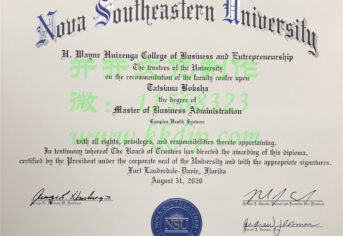 Nova Southeastern University
H. Wayne Huizenga College of Business and Entrepreneurship
The trustees of the University
on the recommendation of the faculty confer upon
Tatsiana Boksha
the degree of
Master of Business Administration
Complex Health Systems
with all rights, privileges, and responsibilities thereto appertaining.
In testimony whereof The Board of Trustees has directed the awarding of this diploma,
certified by the President under the corporate seal of the University and with the appropriate signatures.
Fort Lauderdale-Davie, Florida
August 31, 2020
NSU
www.kkdin.com